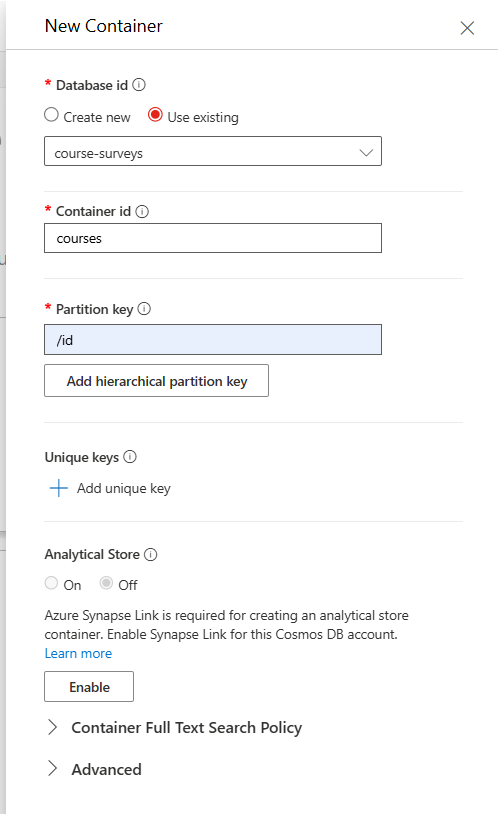 New Container
* Database id
Create new Use existing
course-surveys
* Container id
courses
* Partition key
/id
Add hierarchical partition key
Unique keys
Add unique key
Analytical Store
On Off
Azure Synapse Link is required for creating an analytical store
container. Enable Synapse Link for this Cosmos DB account.
Learn more
Enable
Container Full Text Search Policy
Advanced